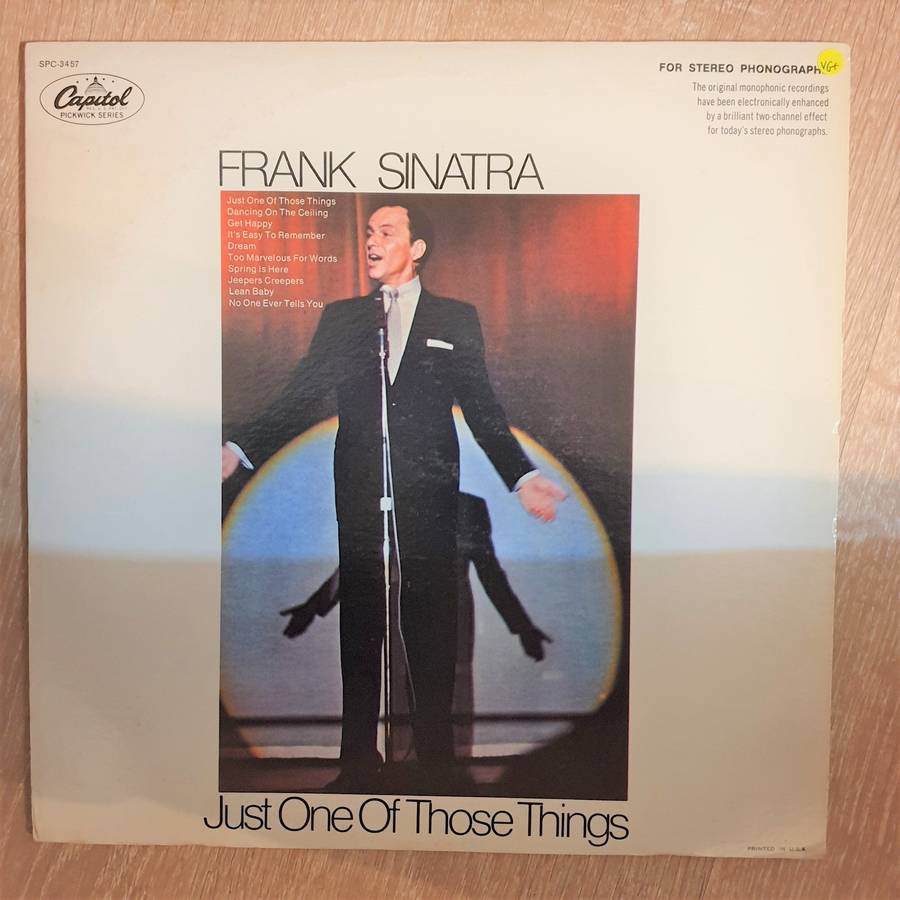 SPC-3457
Capitol
PICKWICK SERIES
FOR STEREO PHONOGRAPH
VG+
The original monophonic recordings
have been electronically enhanced
by a brilliant two-channel effect
for today's stereo phonographs.
FRANK SINATRA
Just One Of Those Things
Dancing On The Ceiling
Get Happy
It's Easy To Remember
Dream
Too Marvelous For Words
Spring Is Here
Jeepers Creepers
Lean Baby
No One Ever Tells You
Just One Of Those Things
PRINTED IN U.S.A.